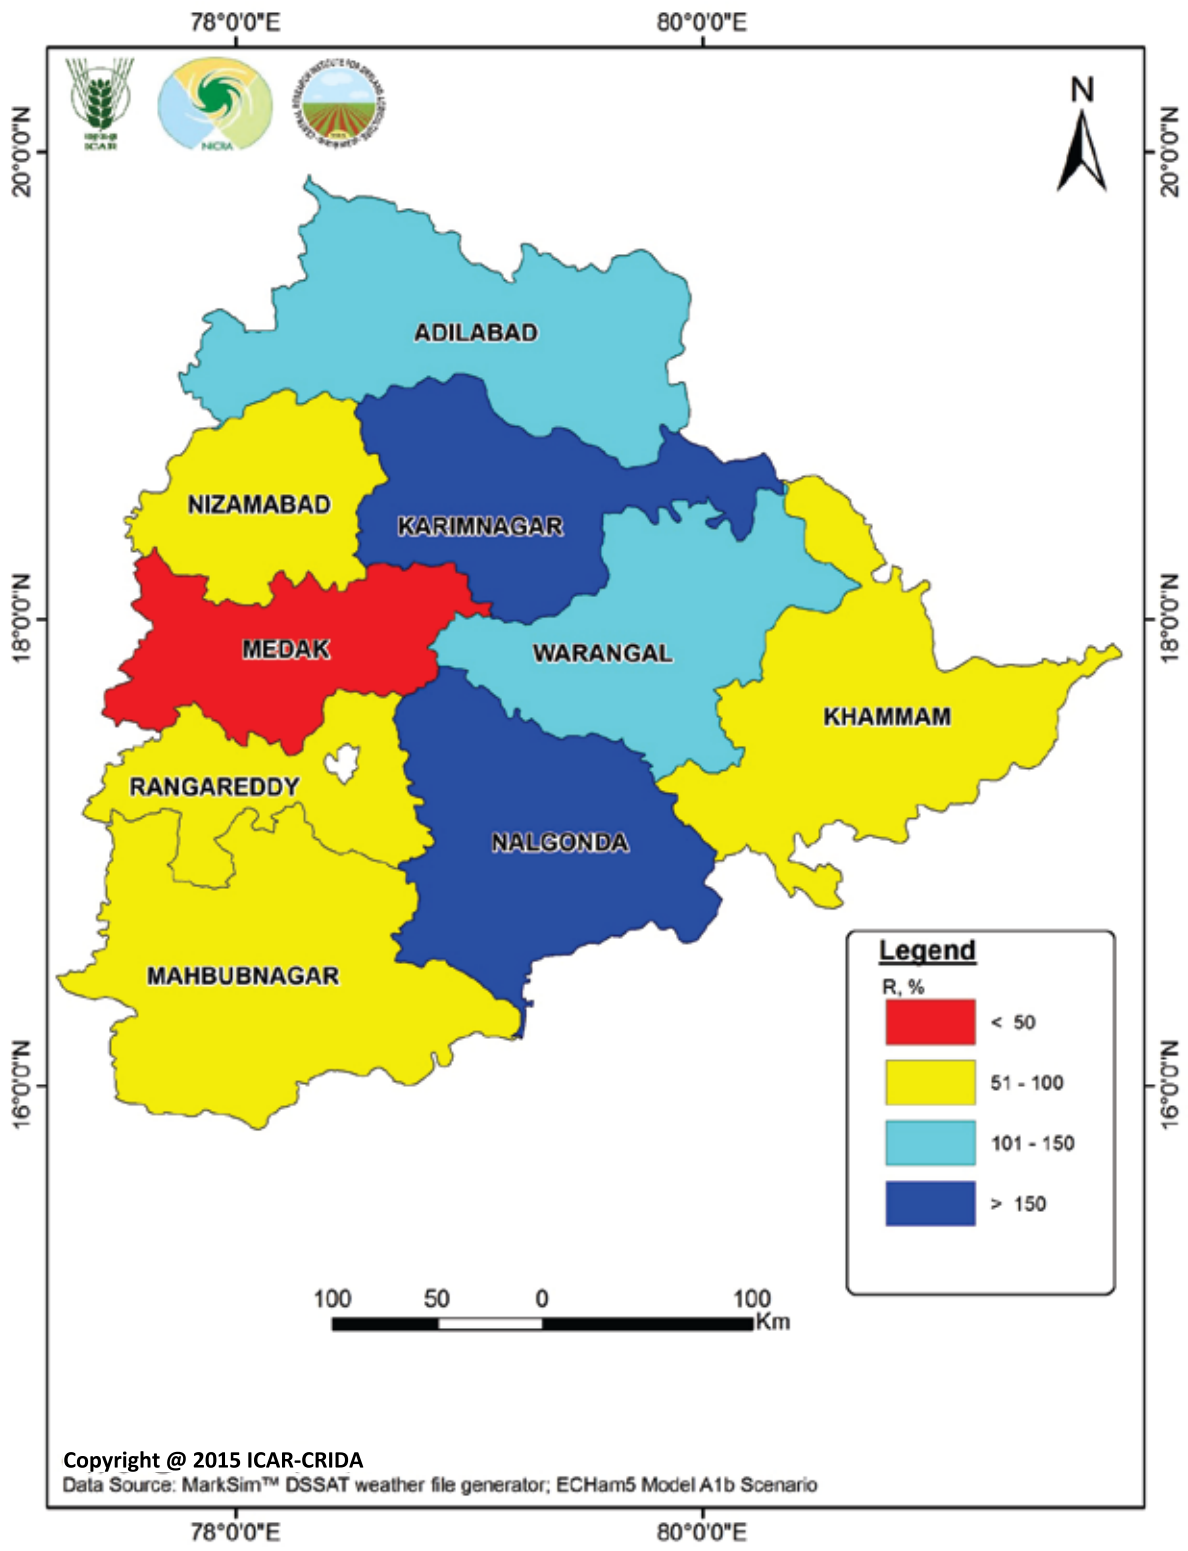 78°0'0"E 80°0'0"E
N
ICAR
NICRA
20°0'0"N 20°0'0"N
ADILABAD
NIZAMABAD
KARIMNAGAR
18°0'0"N 18°0'0"N
MEDAK
WARANGAL
KHAMMAM
RANGAREDDY
NALGONDA
MAHBUBNAGAR
Legend
R, %
< 50
51 - 100
101 - 150
> 150
16°0'0"N 16°0'0"N
100 50 0 100
Km
Copyright @ 2015 ICAR-CRIDA
Data Source: MarkSim™ DSSAT weather file generator; ECHam5 Model A1b Scenario
78°0'0"E 80°0'0"E